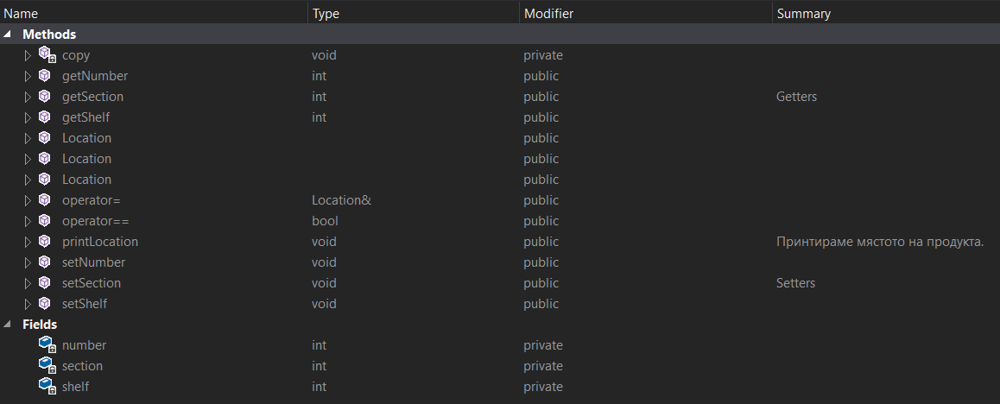 Name Type Modifier Summary
Methods
copy void private
getNumber int public
getSection int public Getters
getShelf int public
Location public
Location public
Location public
operator= Location& public
operator== bool public
printLocation void public Принтираме мястото на продукта.
setNumber void public
setSection void public Setters
setShelf void public
Fields
number int private
section int private
shelf int private